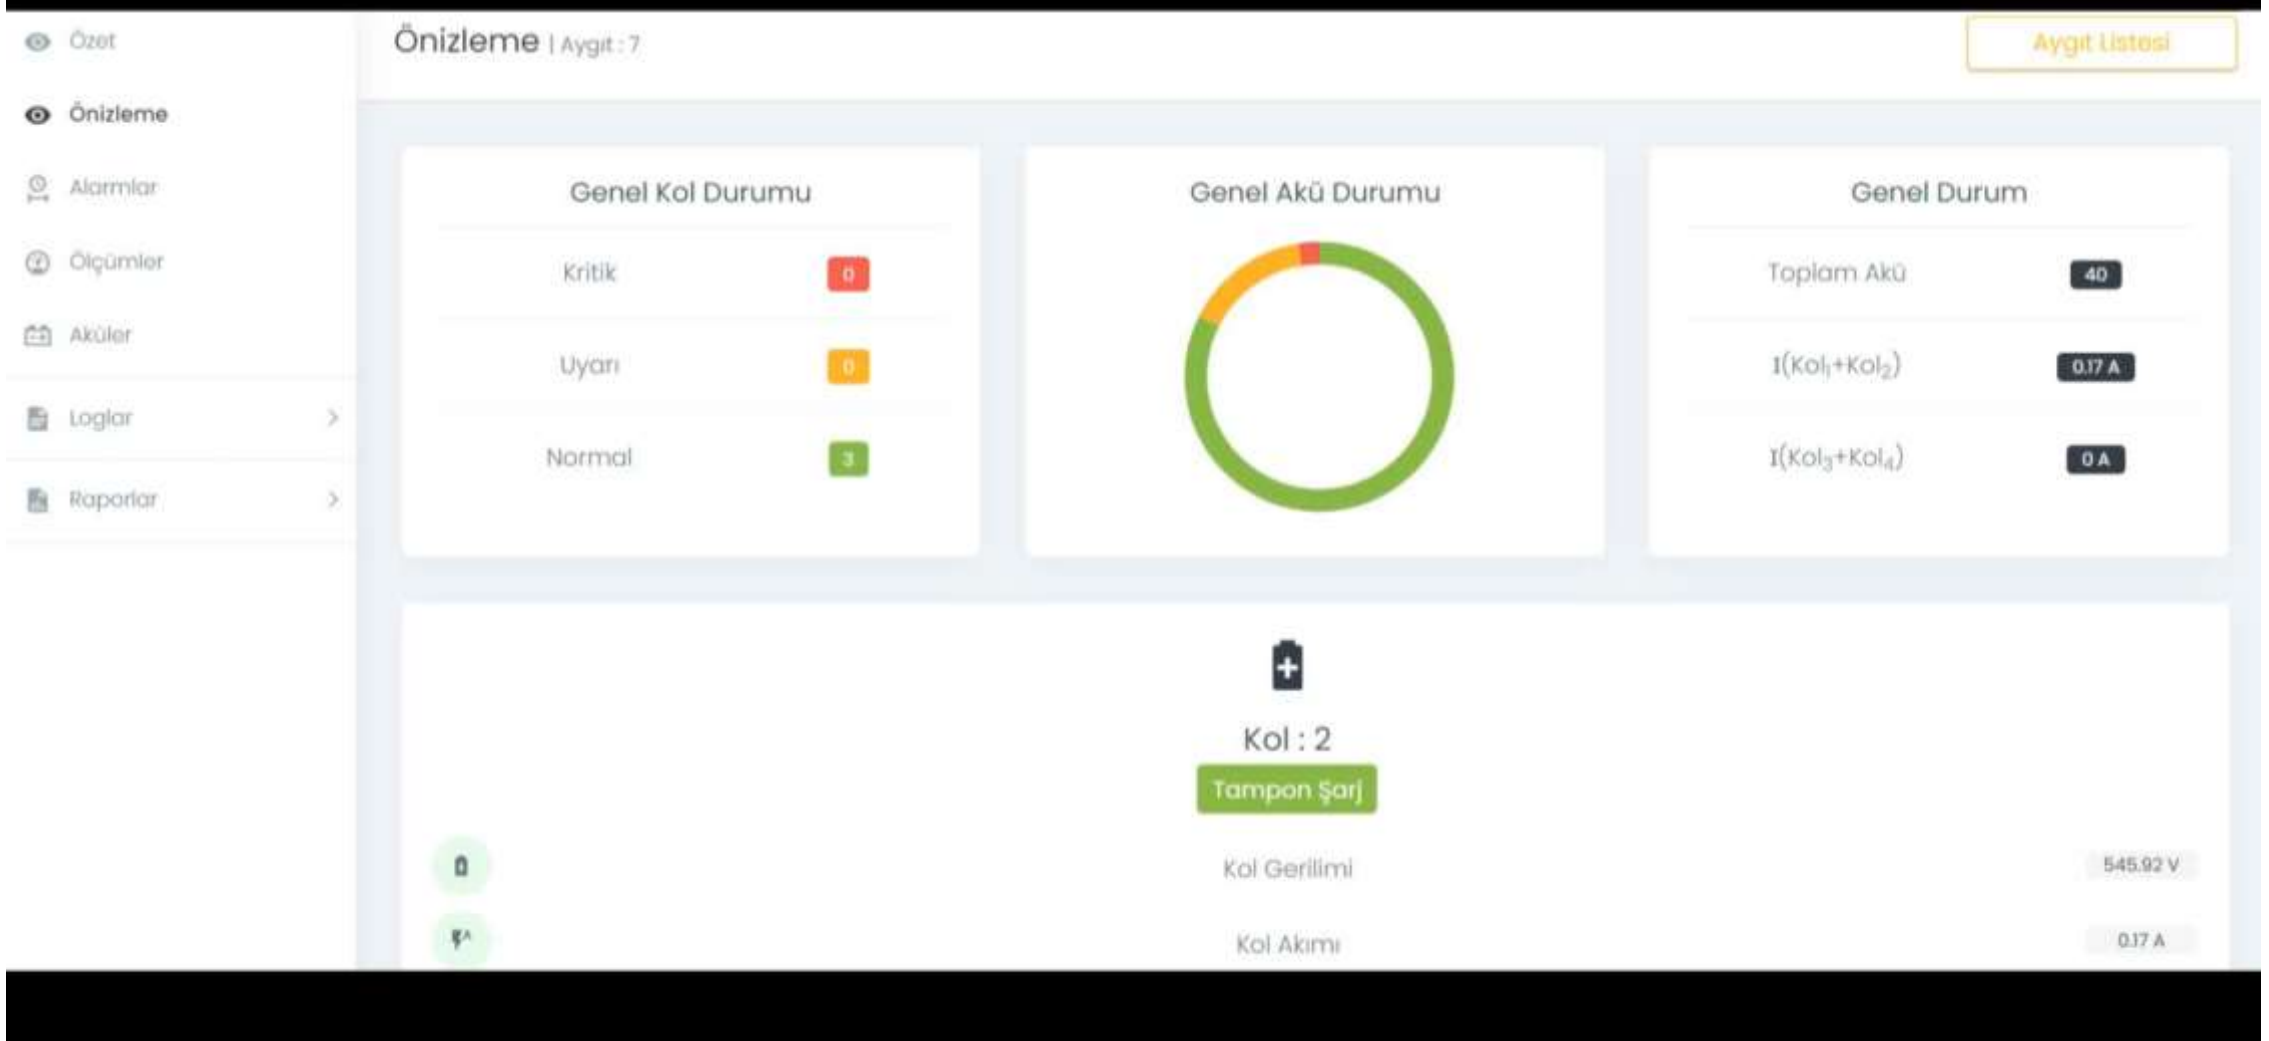 Özet
Önizleme
Alarmlar
Ölçümler
Aküler
Loglar
Raporlar
Önizleme | Aygıt : 7
Aygıt Listesi
Genel Kol Durumu
Kritik 0
Uyarı 0
Normal 3
Genel Akü Durumu
Genel Durum
Toplam Akü 40
I(Kol₁+Kol₂) 0.17 A
I(Kol₃+Kol₄) 0 A
Kol : 2
Tampon Şarj
Kol Gerilimi 545.92 V
A
Kol Akımı 0.17 A